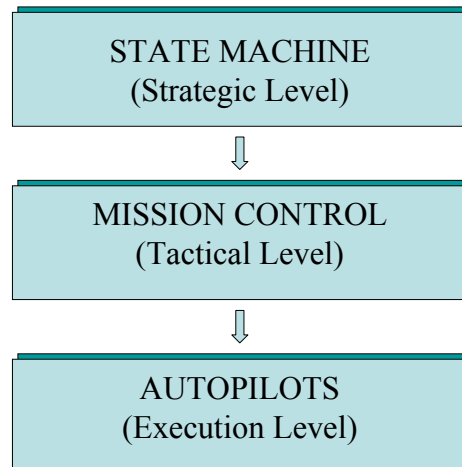 STATE MACHINE
(Strategic Level)
MISSION CONTROL
(Tactical Level)
AUTOPILOTS
(Execution Level)